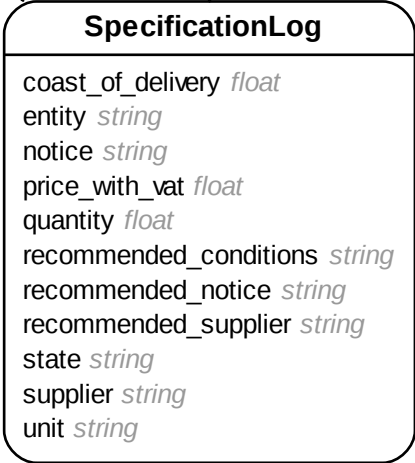 SpecificationLog
coast_of_delivery float
entity string
notice string
price_with_vat float
quantity float
recommended_conditions string
recommended_notice string
recommended_supplier string
state string
supplier string
unit string